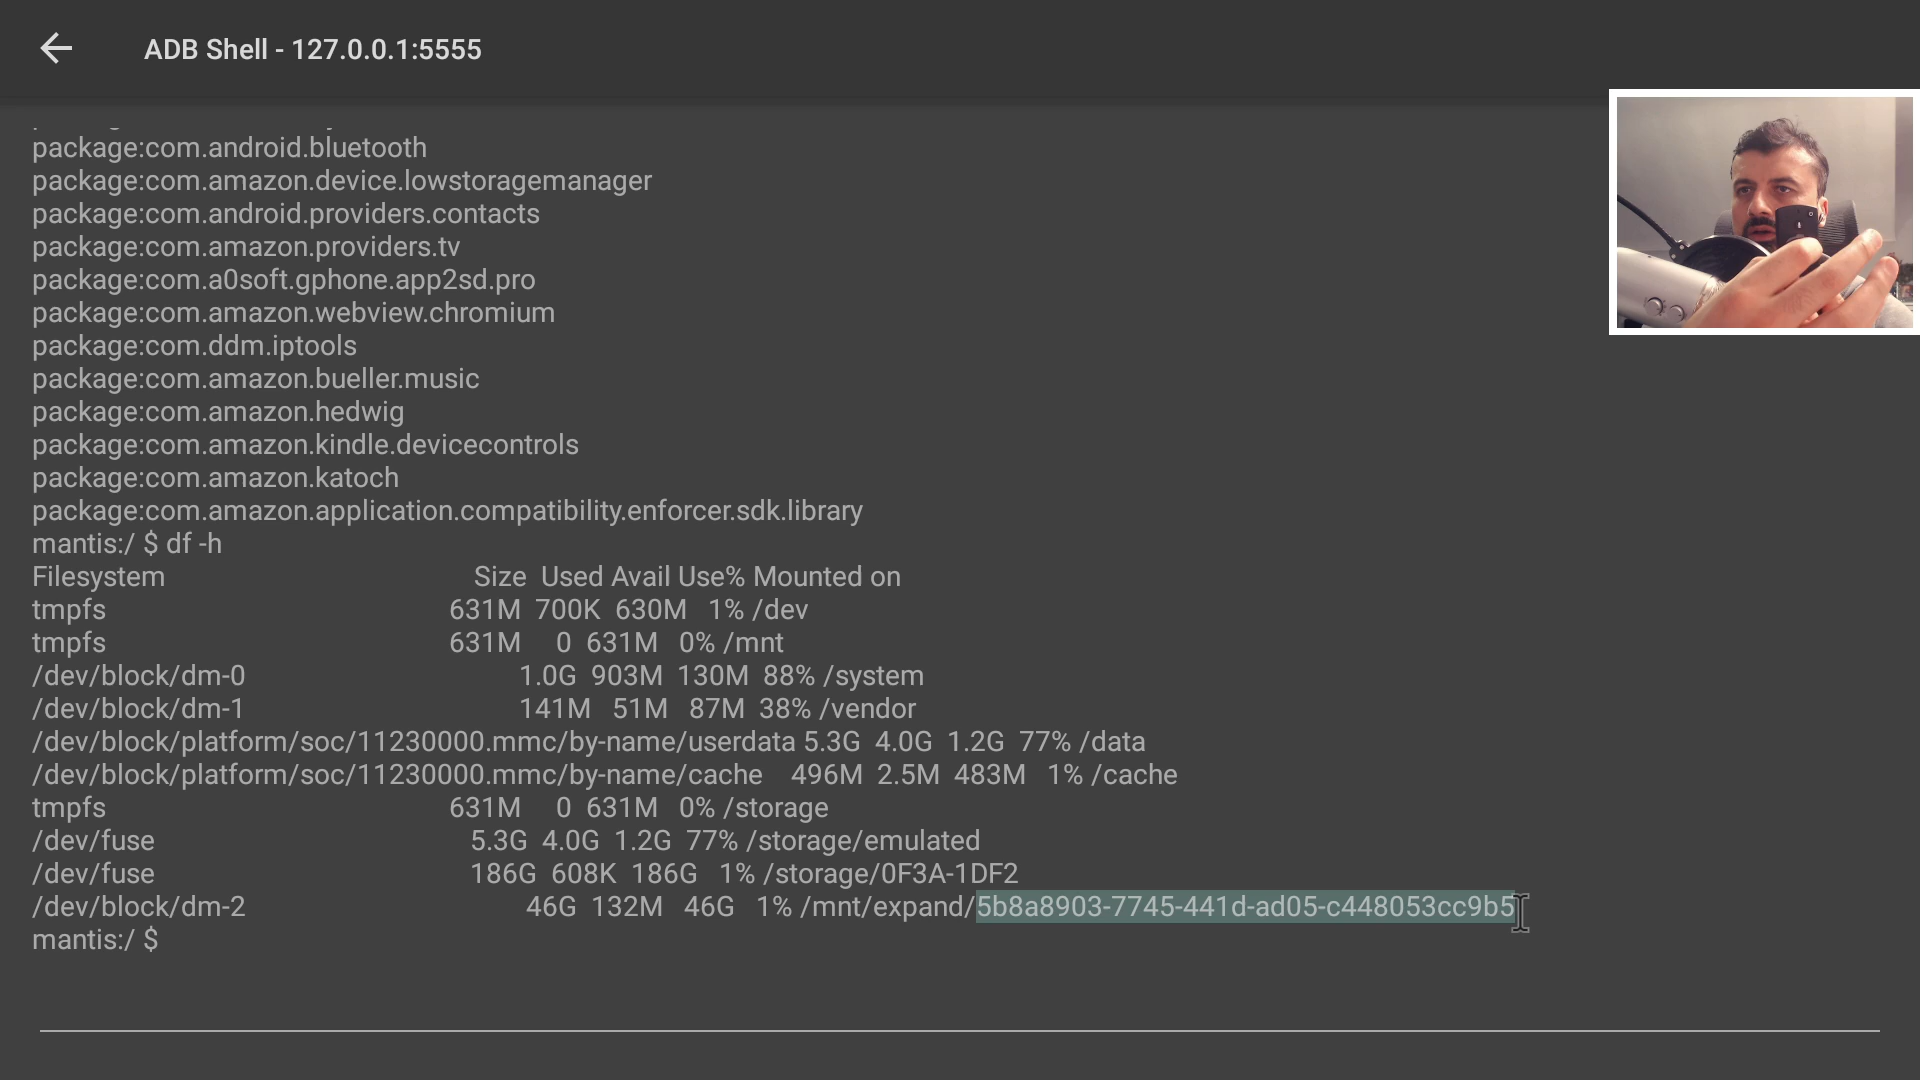 ADB Shell - 127.0.0.1:5555
package:com.android.bluetooth
package:com.amazon.device.lowstoragemanager
package:com.android.providers.contacts
package:com.amazon.providers.tv
package:com.a0soft.gphone.app2sd.pro
package:com.amazon.webview.chromium
package:com.ddm.iptools
package:com.amazon.bueller.music
package:com.amazon.hedwig
package:com.amazon.kindle.devicecontrols
package:com.amazon.katoch
package:com.amazon.application.compatibility.enforcer.sdk.library
mantis:/ $ df -h
Filesystem Size Used Avail Use% Mounted on
tmpfs 631M 700K 630M 1% /dev
tmpfs 631M 0 631M 0% /mnt
/dev/block/dm-0 1.0G 903M 130M 88% /system
/dev/block/dm-1 141M 51M 87M 38% /vendor
/dev/block/platform/soc/11230000.mmc/by-name/userdata 5.3G 4.0G 1.2G 77% /data
/dev/block/platform/soc/11230000.mmc/by-name/cache 496M 2.5M 483M 1% /cache
tmpfs 631M 0 631M 0% /storage
/dev/fuse 5.3G 4.0G 1.2G 77% /storage/emulated
/dev/fuse 186G 608K 186G 1% /storage/0F3A-1DF2
/dev/block/dm-2 46G 132M 46G 1% /mnt/expand/5b8a8903-7745-441d-ad05-c448053cc9b5
mantis:/ $